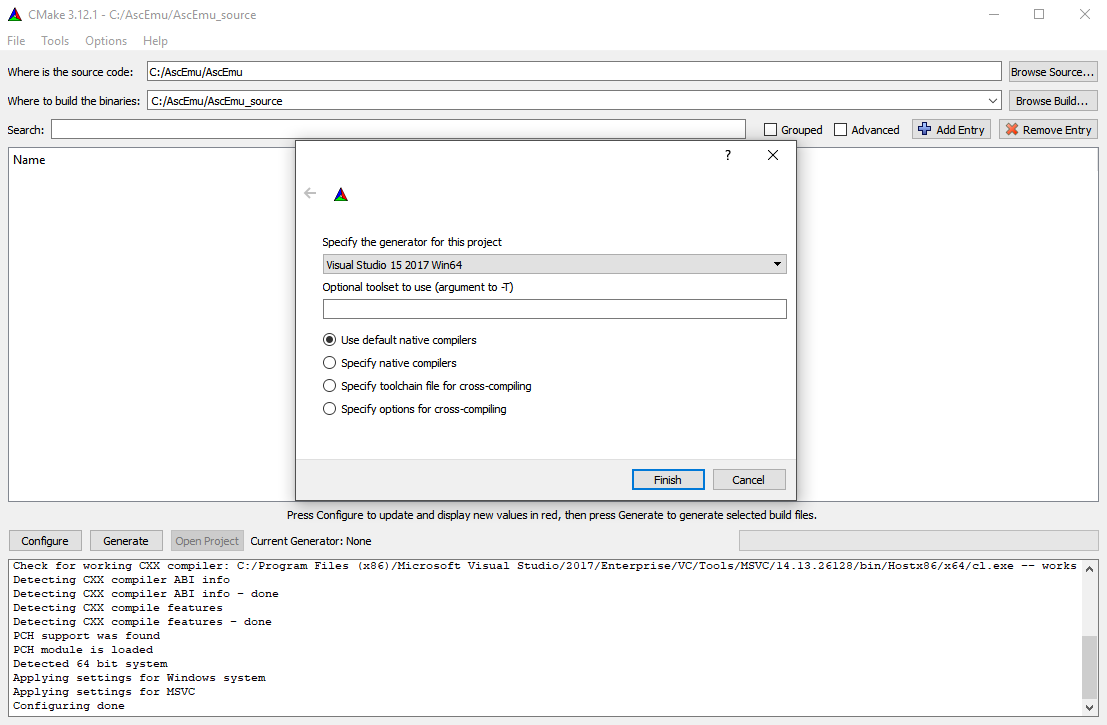 CMake 3.12.1 - C:/AscEmu/AscEmu_source
File Tools Options Help
Where is the source code: C:/AscEmu/AscEmu Browse Source...
Where to build the binaries: C:/AscEmu/AscEmu_source Browse Build...
Search: Grouped Advanced Add Entry Remove Entry
Name
?
Specify the generator for this project
Visual Studio 15 2017 Win64
Optional toolset to use (argument to -T)
Use default native compilers
Specify native compilers
Specify toolchain file for cross-compiling
Specify options for cross-compiling
Finish Cancel
Press Configure to update and display new values in red, then press Generate to generate selected build files.
Configure Generate Open Project Current Generator: None
Check for working CXX compiler: C:/Program Files (x86)/Microsoft Visual Studio/2017/Enterprise/VC/Tools/MSVC/14.13.26128/bin/Hostx86/x64/cl.exe -- works
Detecting CXX compiler ABI info
Detecting CXX compiler ABI info - done
Detecting CXX compile features
Detecting CXX compile features - done
PCH support was found
PCH module is loaded
Detected 64 bit system
Applying settings for Windows system
Applying settings for MSVC
Configuring done